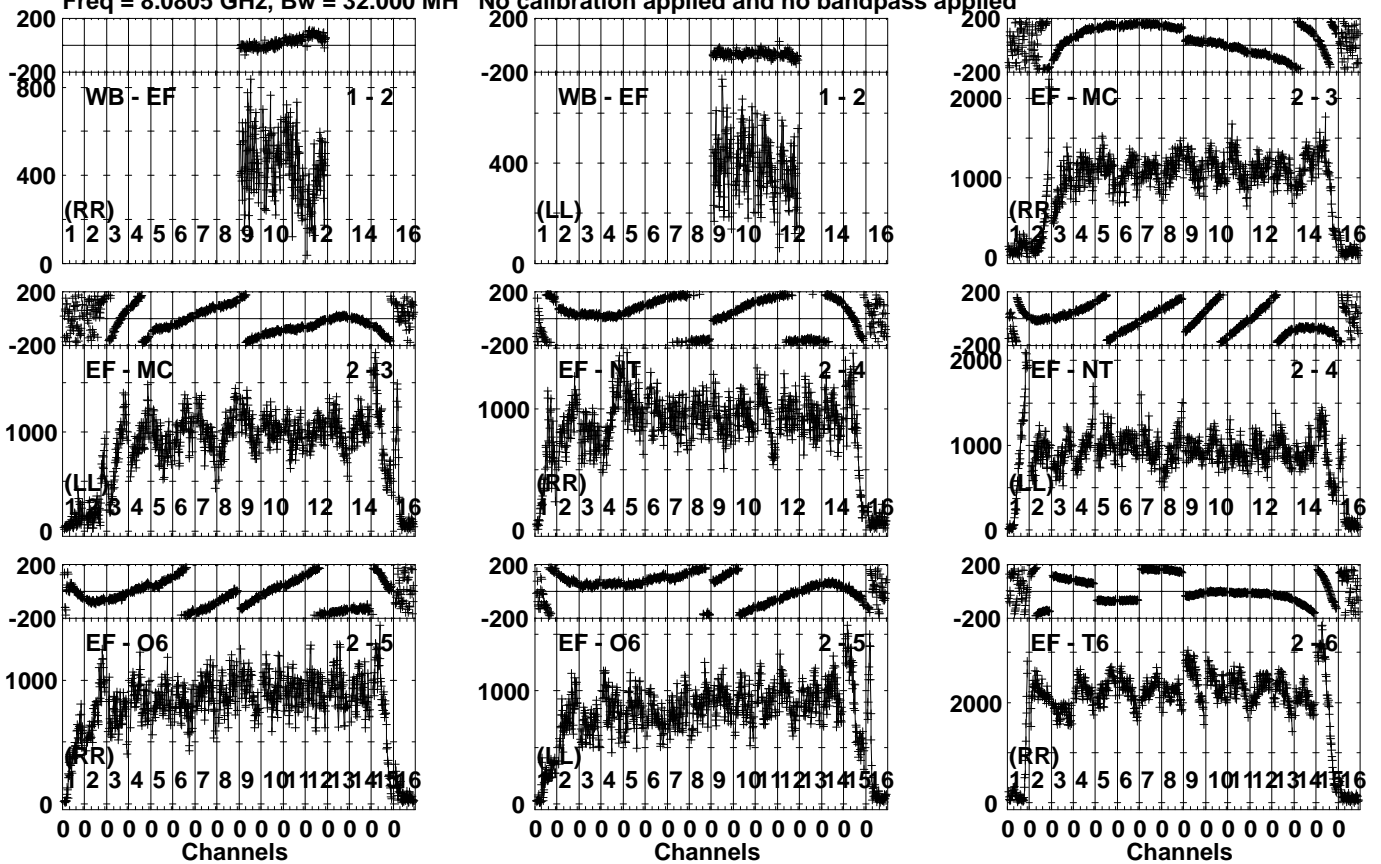 Freq = 8.0805 GHz, Bw = 32.000 MH No calibration applied and no bandpass applied
200
-200
800
400
0
WB - EF 1 - 2
(RR)
1 2 3 4 5 6 7 8 9 10 12 14 16
200
-200
400
0
WB - EF 1 - 2
(LL)
1 2 3 4 5 6 7 8 9 10 12 14 16
200
-200
2000
1000
0
EF - MC 2 - 3
(RR)
1 2 3 4 5 6 7 8 9 10 12 14 16
200
-200
1000
0
EF - MC 2 - 3
(LL)
1 2 3 4 5 6 7 8 9 10 12 14 16
200
-200
1000
0
EF - NT 2 - 4
(RR)
1 2 3 4 5 6 7 8 9 10 12 14 16
200
-200
2000
1000
0
EF - NT 2 - 4
(LL)
1 2 3 4 5 6 7 8 9 10 12 14 16
200
-200
1000
0
EF - O6 2 - 5
(RR)
1 2 3 4 5 6 7 8 9 10 11 12 13 14 15 16
200
-200
1000
0
EF - O6 2 - 5
(LL)
1 2 3 4 5 6 7 8 9 10 11 12 13 14 15 16
200
-200
2000
0
EF - T6 2 - 6
(RR)
1 2 3 4 5 6 7 8 9 10 11 12 13 14 15 16
0 0 0 0 0 0 0 0 0 0 0 0 0 0 0 0
Channels
0 0 0 0 0 0 0 0 0 0 0 0 0 0 0 0
Channels
0 0 0 0 0 0 0 0 0 0 0 0 0 0 0 0
Channels